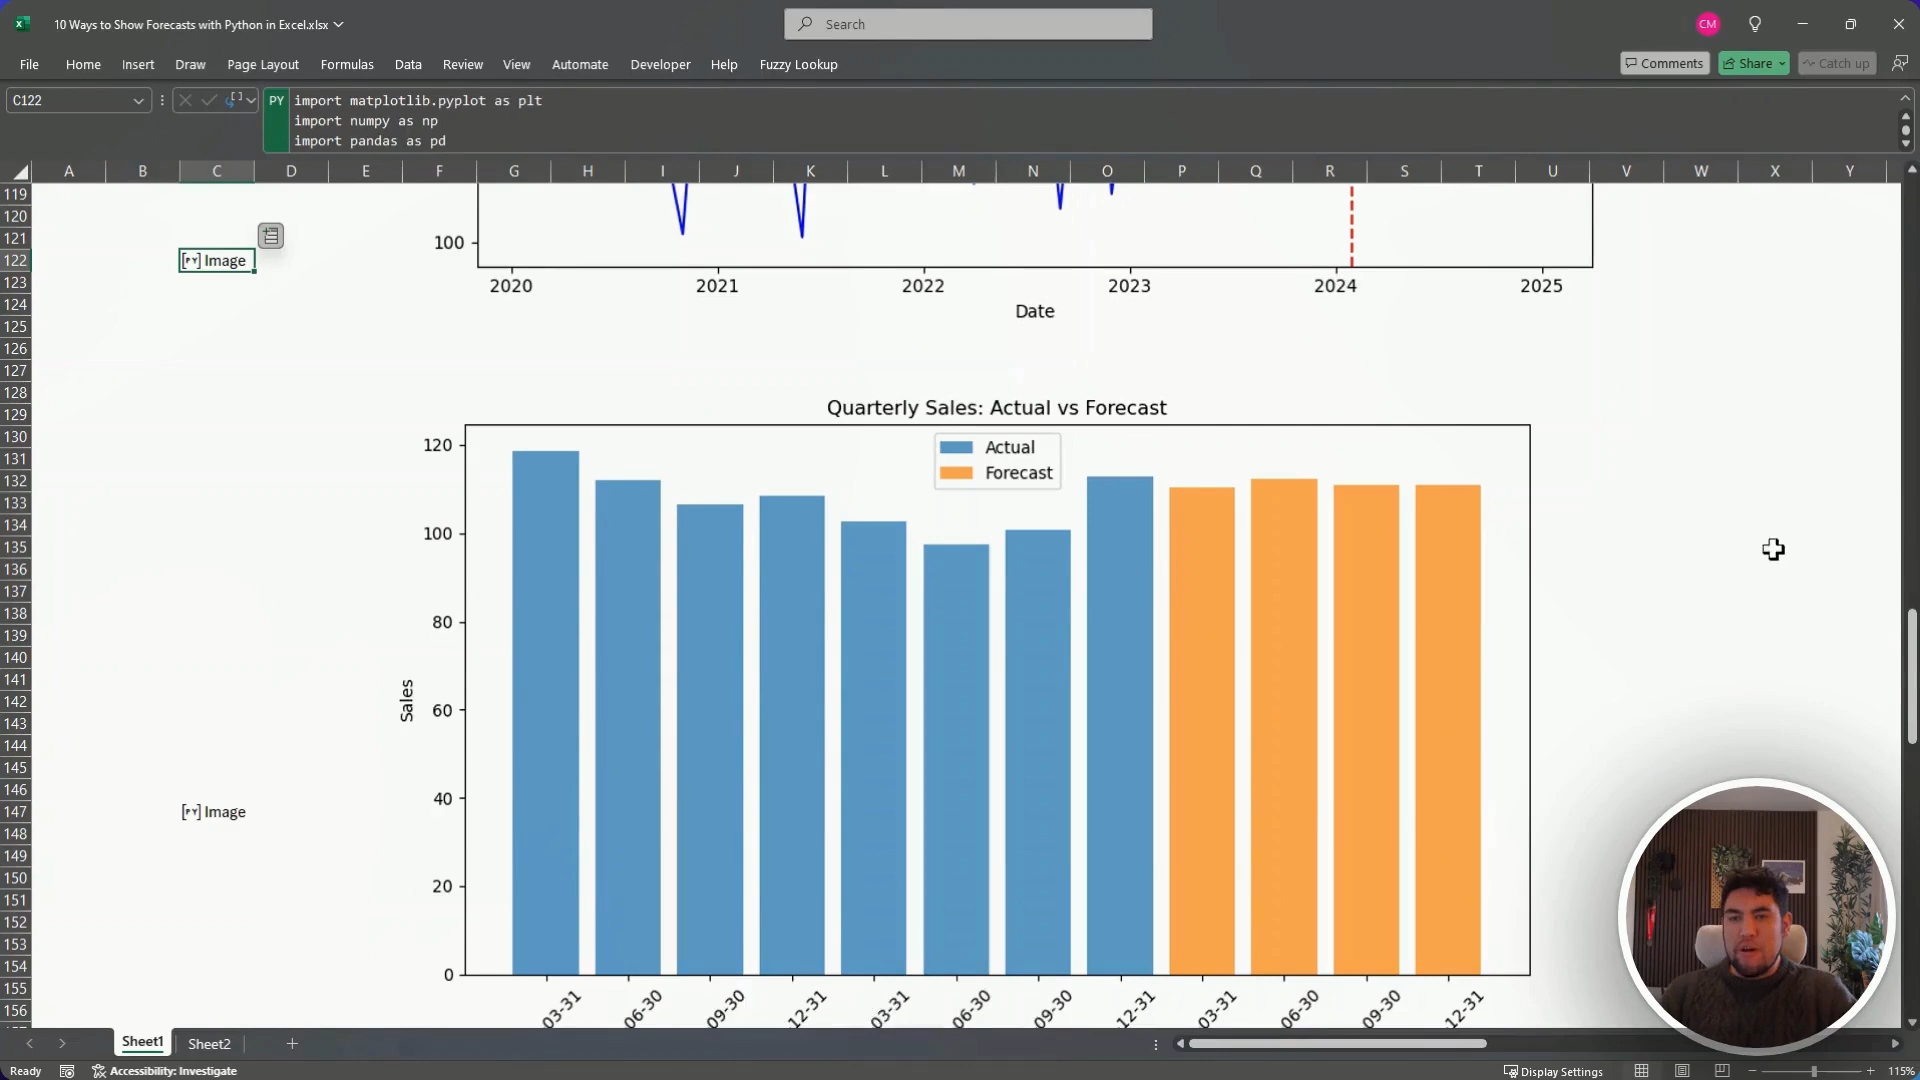 10 Ways to Show Forecasts with Python in Excel.xlsx
Search
CM
File Home Insert Draw Page Layout Formulas Data Review View Automate Developer Help Fuzzy Lookup
Comments Share Catch up
C122
PY import matplotlib.pyplot as plt
import numpy as np
import pandas as pd
A B C D E F G H I J K L M N O P Q R S T U V W X Y
119
120
121
100
122 [PY] Image
123
2020 2021 2022 2023 2024 2025
124
Date
125
126
127
128
Quarterly Sales: Actual vs Forecast
129
130
120
Actual
131
Forecast
132
133
134
100
135
136
137
138
80
139
140
141
142
60
Sales
143
144
145
146
40
147 [PY] Image
148
149
150
20
151
152
153
154
0
155
156
03-31 06-30 09-30 12-31 03-31 06-30 09-30 12-31 03-31 06-30 09-30 12-31
Sheet1 Sheet2
Ready
Accessibility: Investigate
Display Settings
115%